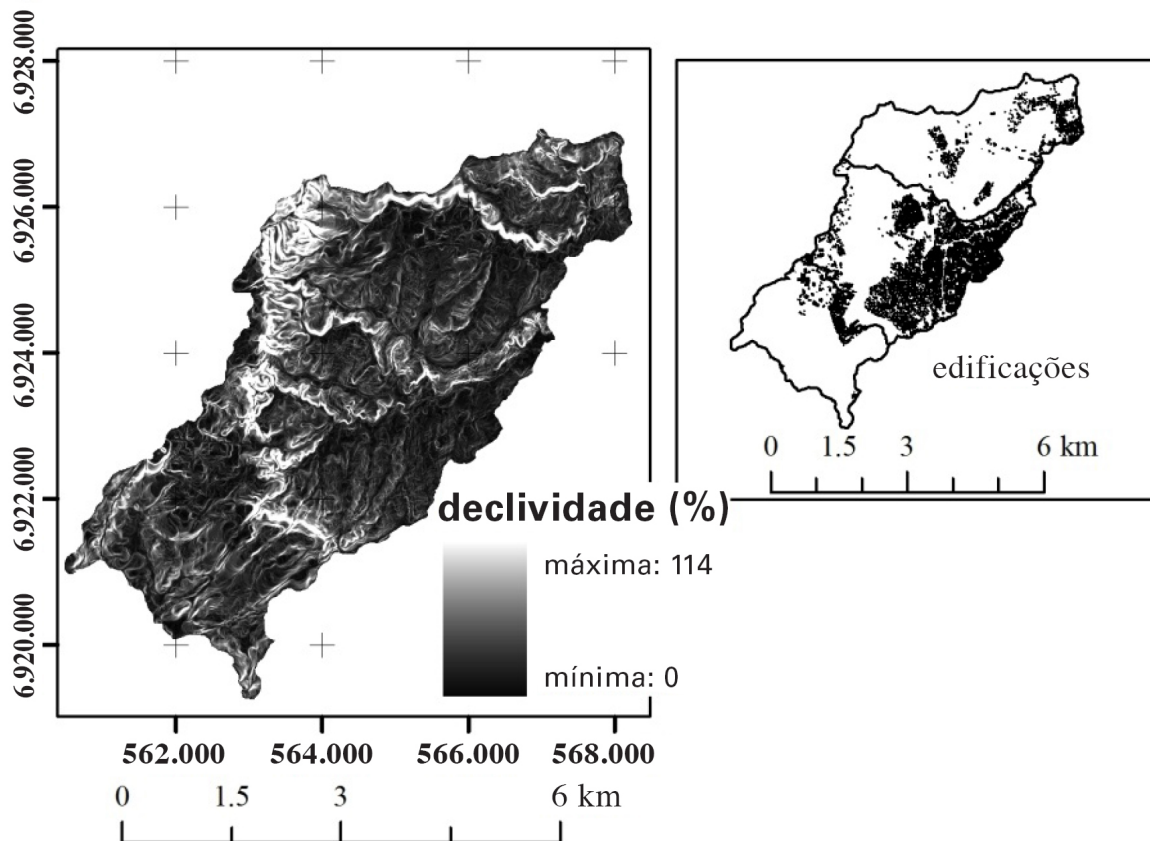 6.928.000
6.926.000
6.924.000
6.922.000
6.920.000
562.000 564.000 566.000 568.000
0 1.5 3 6 km
declividade (%)
máxima: 114
mínima: 0
edificações
0 1.5 3 6 km